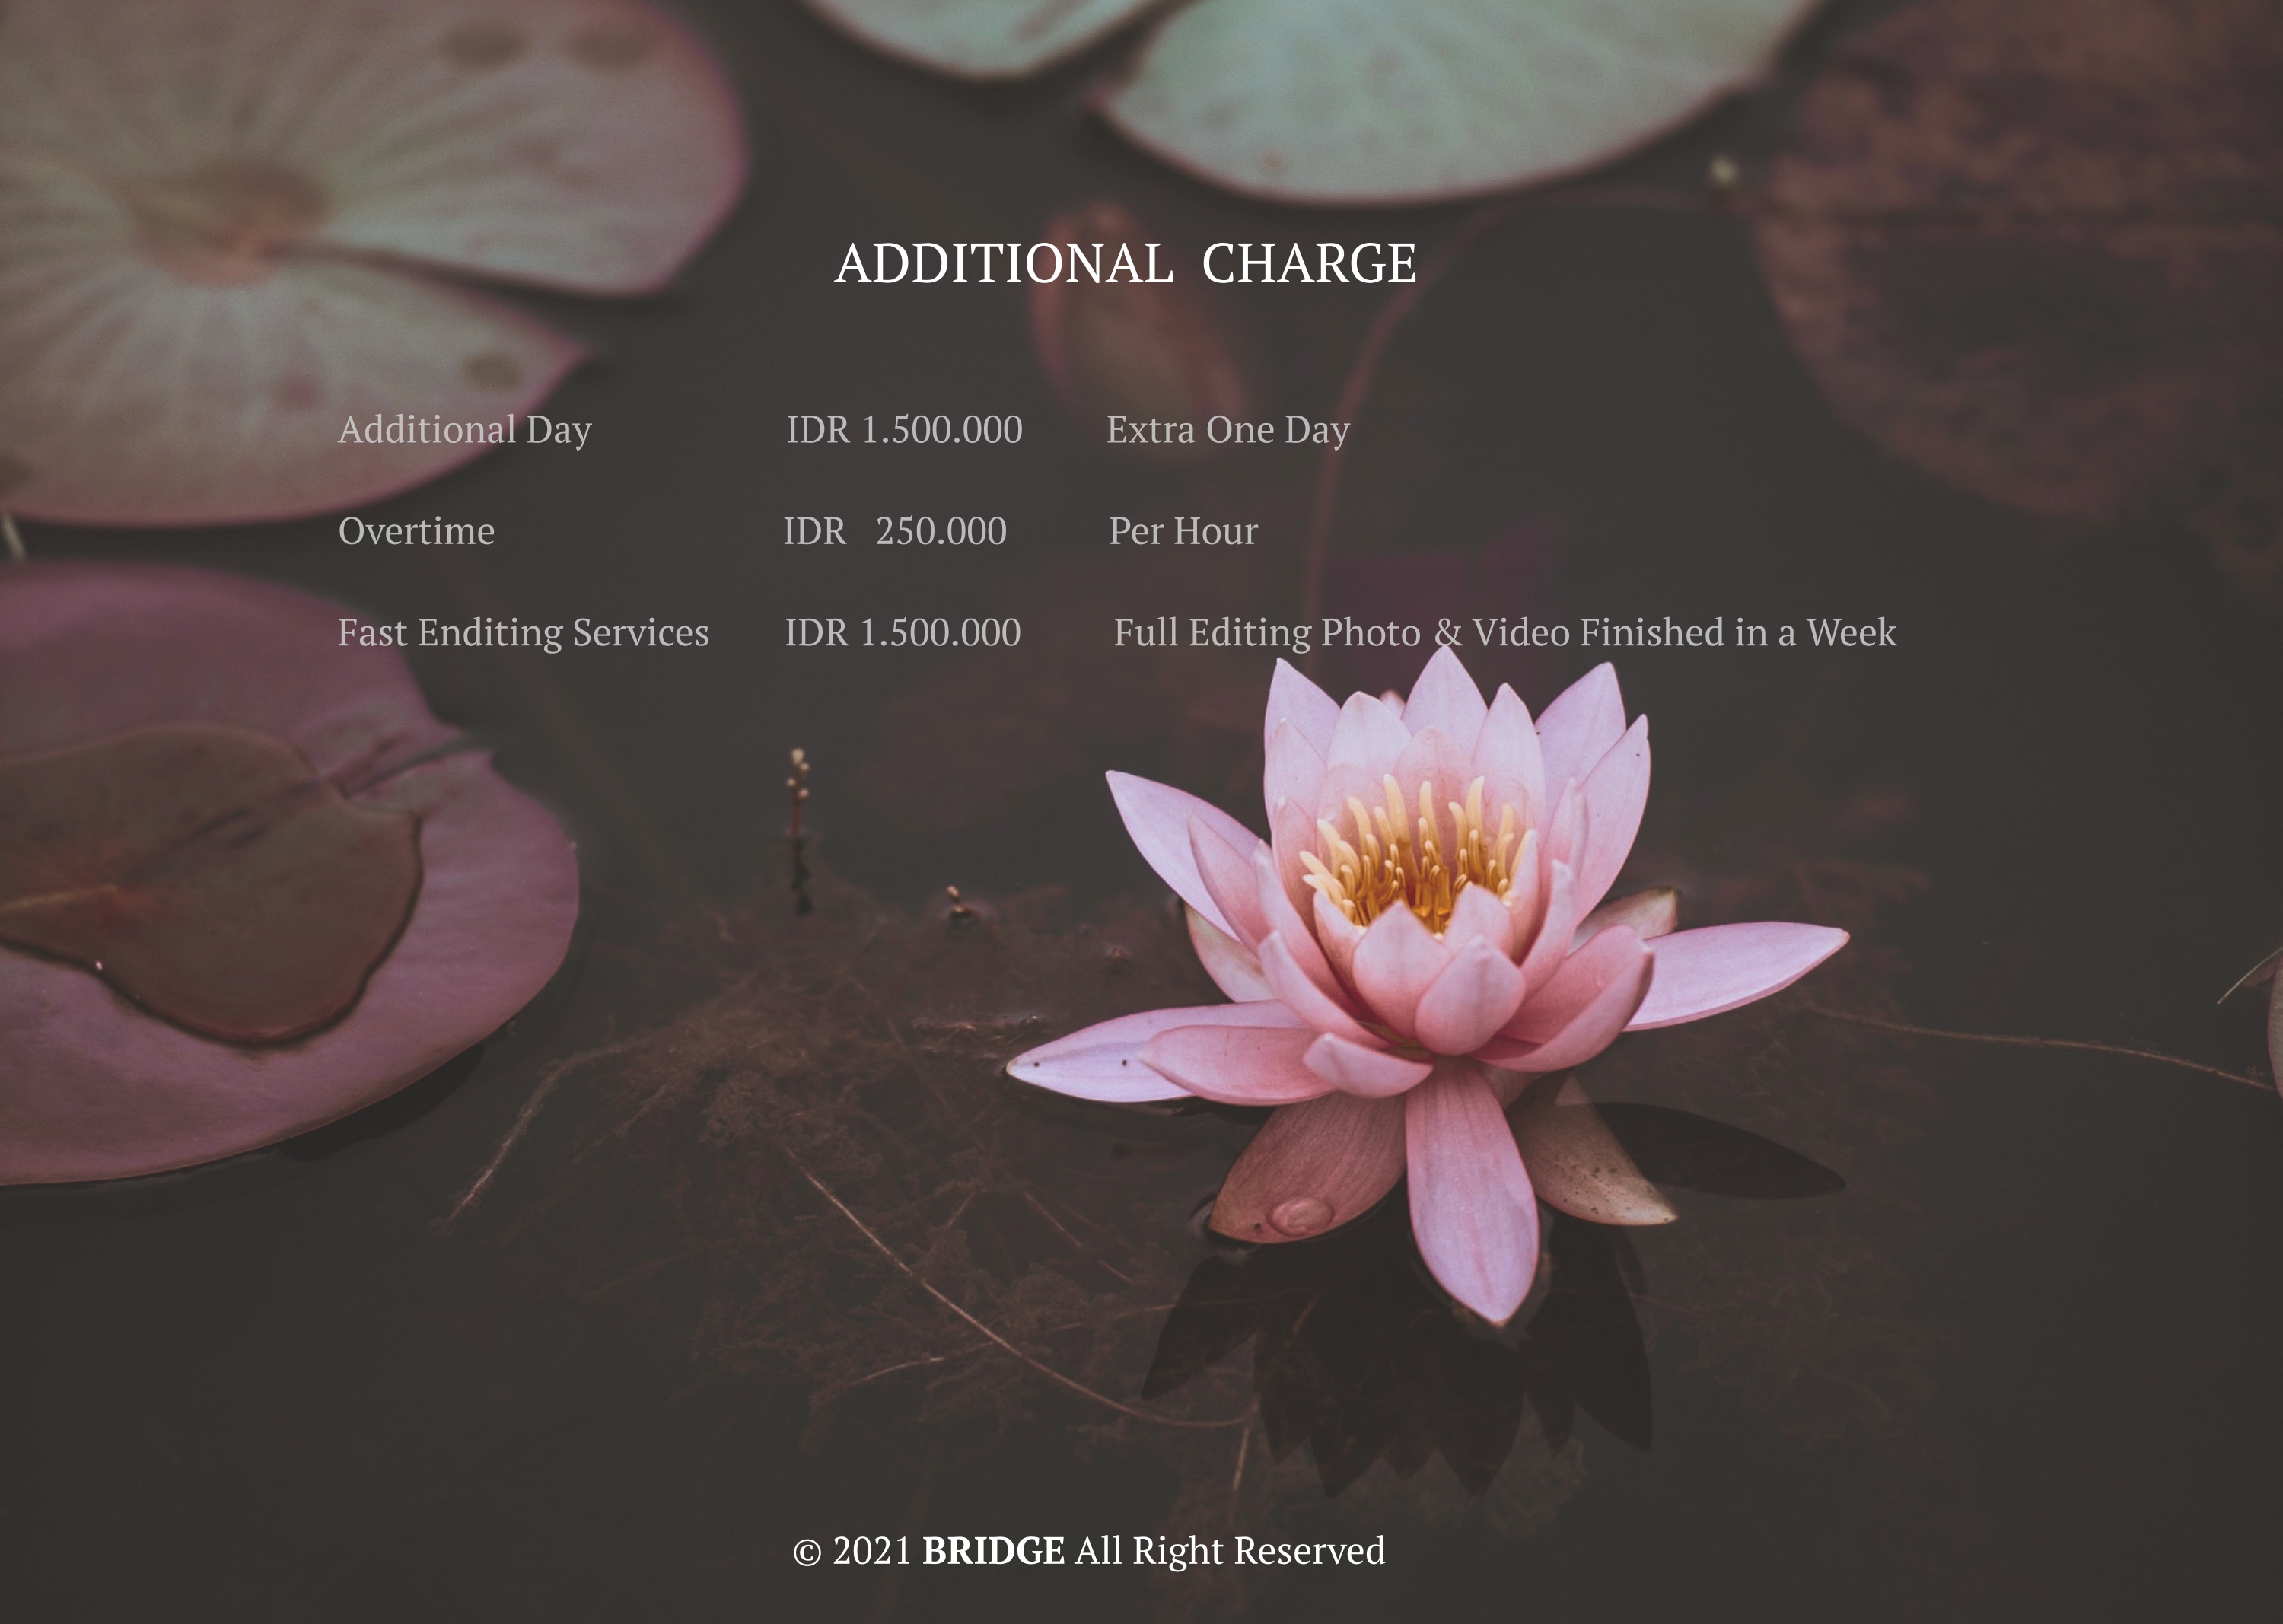 ADDITIONAL CHARGE
Additional Day IDR 1.500.000 Extra One Day
Overtime IDR 250.000 Per Hour
Fast Enditing Services IDR 1.500.000 Full Editing Photo & Video Finished in a Week
© 2021 BRIDGE All Right Reserved